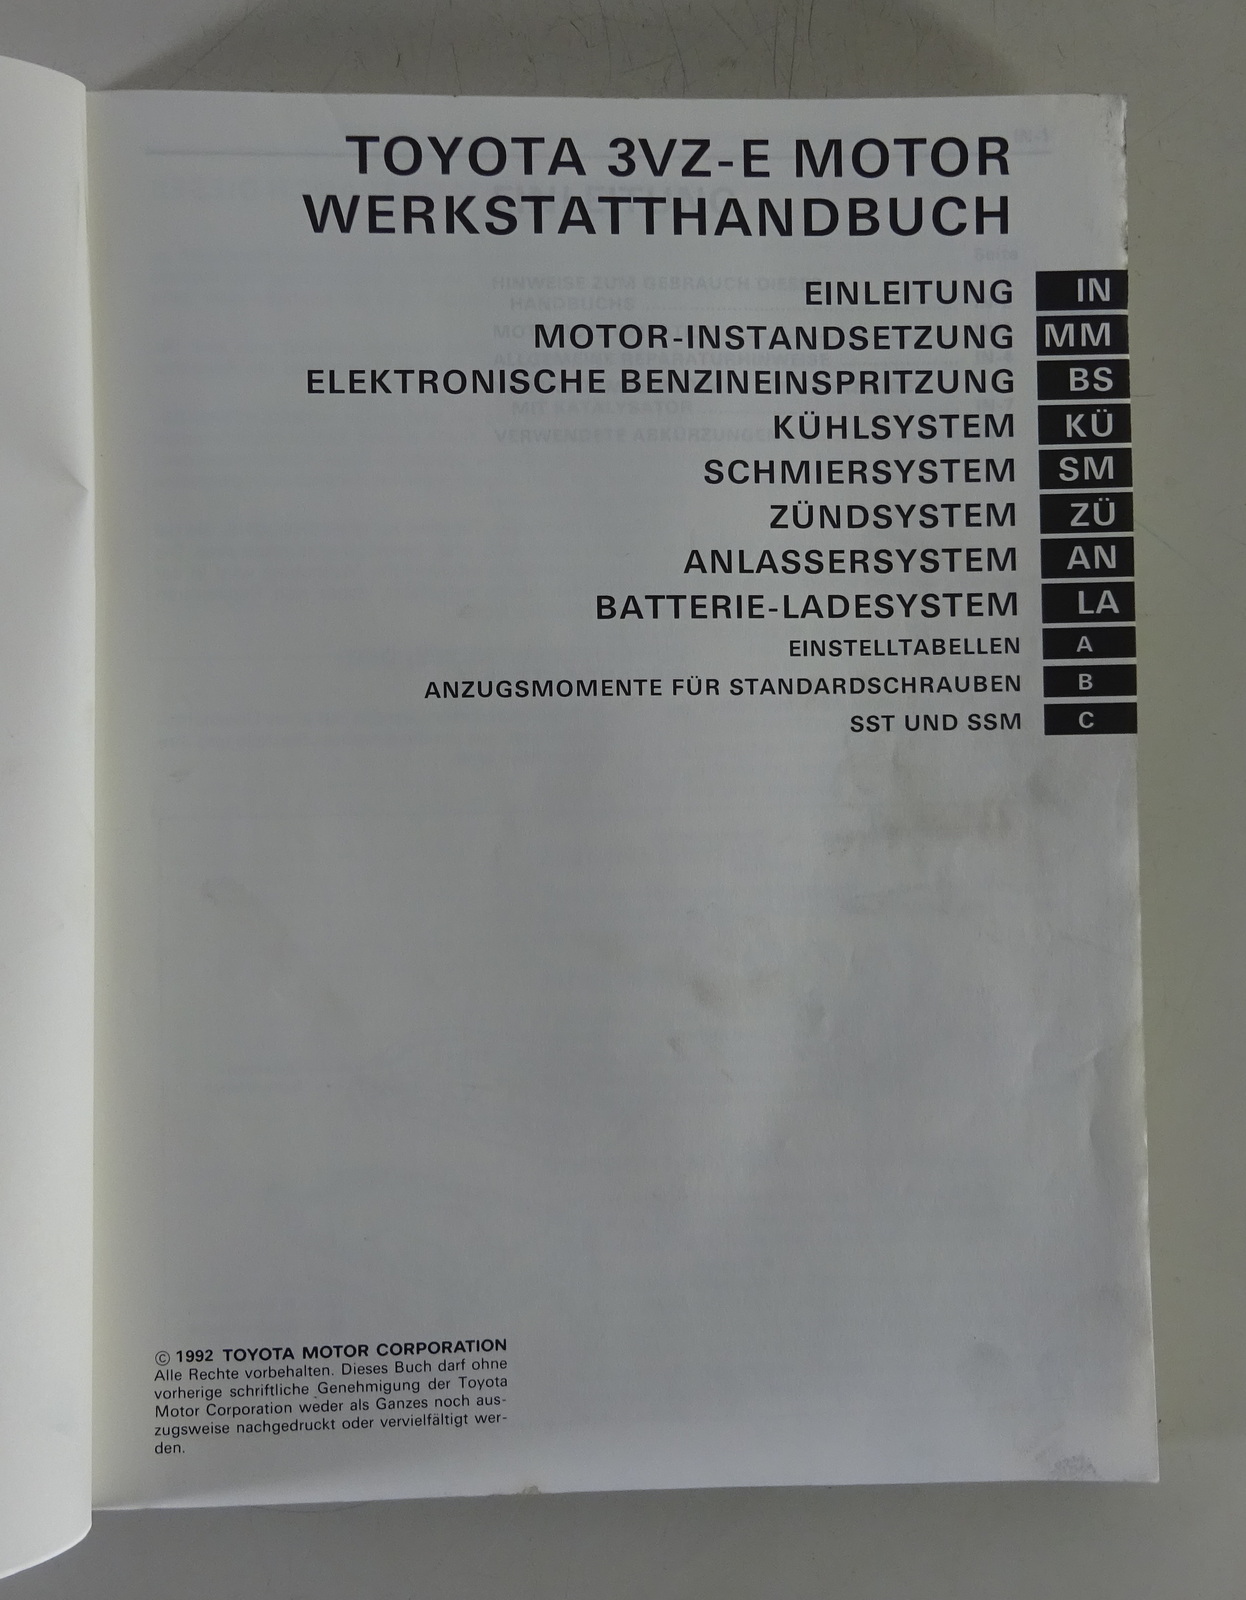 TOYOTA 3VZ-E MOTOR
WERKSTATTHANDBUCH
EINLEITUNG IN
MOTOR-INSTANDSETZUNG MM
ELEKTRONISCHE BENZINEINSPRITZUNG BS
KÜHLSYSTEM KÜ
SCHMIERSYSTEM SM
ZÜNDSYSTEM ZÜ
ANLASSERSYSTEM AN
BATTERIE-LADESYSTEM LA
EINSTELLTABELLEN A
ANZUGSMOMENTE FÜR STANDARDSCHRAUBEN B
SST UND SSM C
© 1992 TOYOTA MOTOR CORPORATION
Alle Rechte vorbehalten. Dieses Buch darf ohne
vorherige schriftliche Genehmigung der Toyota
Motor Corporation weder als Ganzes noch aus-
zugsweise nachgedruckt oder vervielfältigt wer-
den.